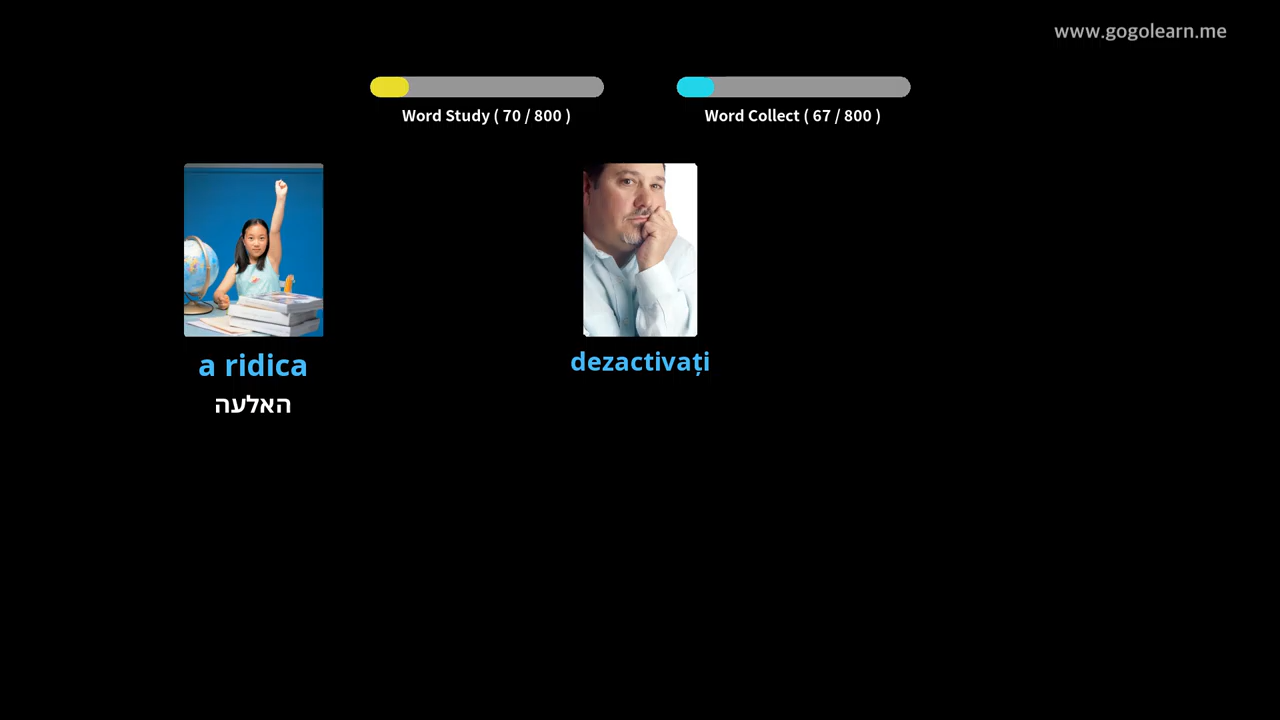 www.gogolearn.me
Word Study ( 70 / 800 )
Word Collect ( 67 / 800 )
a ridica
האלעה
dezactivați